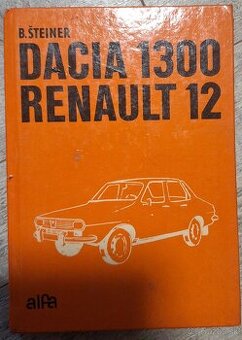 B.ŠTEINER
DACIA 1300
RENAULT 12
alfa